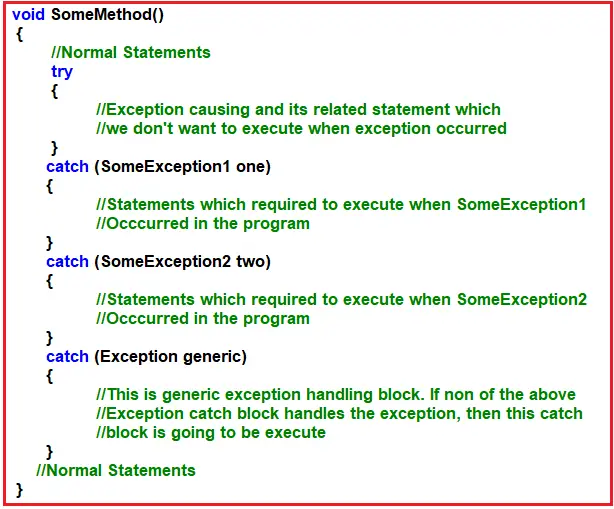 void SomeMethod()
{
//Normal Statements
try
{
//Exception causing and its related statement which
//we don't want to execute when exception occurred
}
catch (SomeException1 one)
{
//Statements which required to execute when SomeException1
//Occcurred in the program
}
catch (SomeException2 two)
{
//Statements which required to execute when SomeException2
//Occcurred in the program
}
catch (Exception generic)
{
//This is generic exception handling block. If non of the above
//Exception catch block handles the exception, then this catch
//block is going to be execute
}
//Normal Statements
}